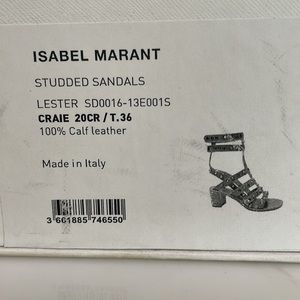 ISABEL MARANT
STUDDED SANDALS
LESTER SD0016-13E001S
CRAIE 20CR / T.36
100% Calf leather
Made in Italy
3 661885 746550